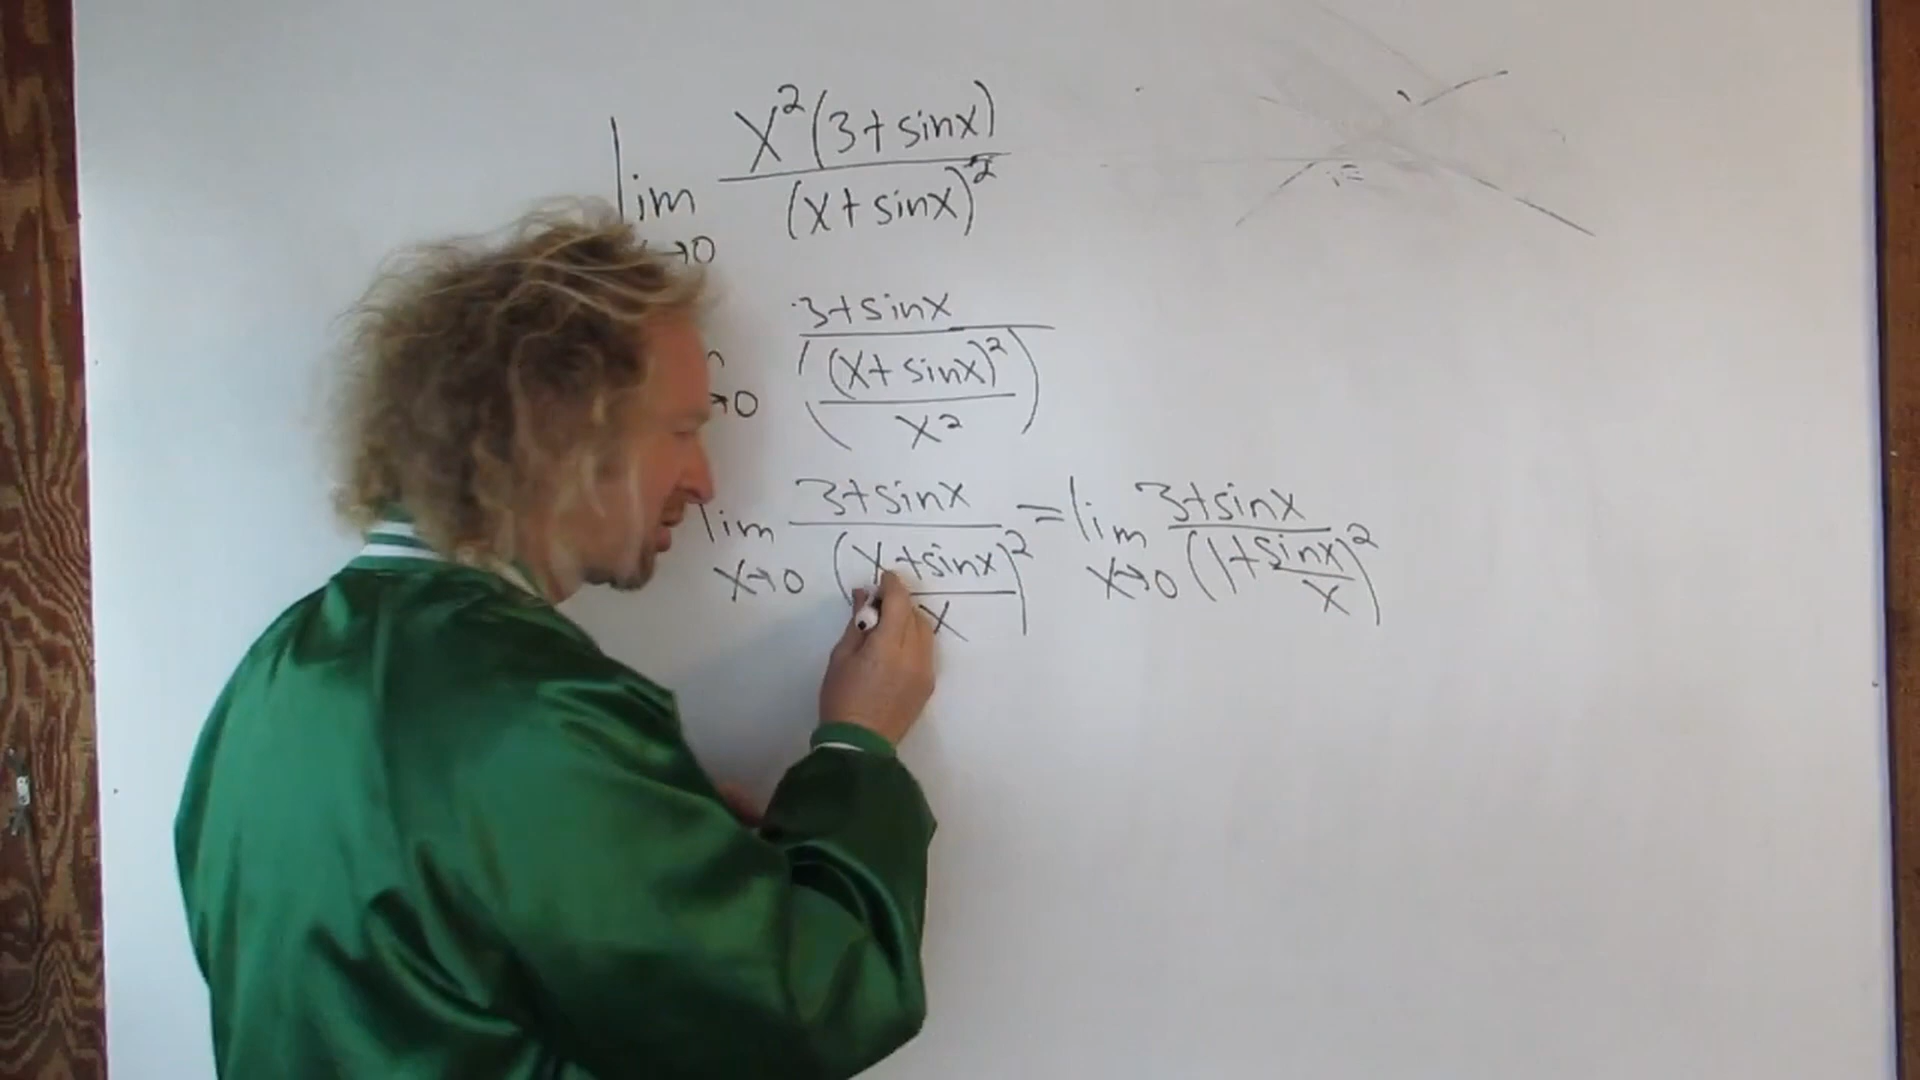 lim x→0 x²(3+sinx)/(x+sinx)²
→0 3+sinx/((x+sinx)²/x²)
lim x→0 3+sinx/((x+sinx)/x)² = lim x→0 3+sinx/(1+sinx/x)²